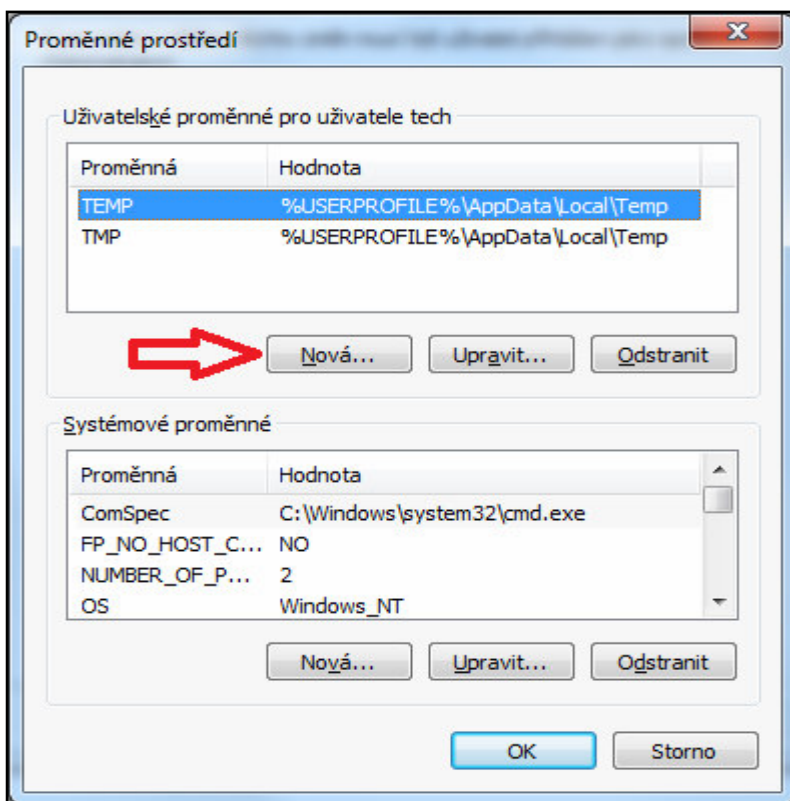 Proměnné prostředí
Uživatelské proměnné pro uživatele tech
Proměnná Hodnota
TEMP %USERPROFILE%\AppData\Local\Temp
TMP %USERPROFILE%\AppData\Local\Temp
Nová... Upravit... Odstranit
Systémové proměnné
Proměnná Hodnota
ComSpec C:\Windows\system32\cmd.exe
FP_NO_HOST_C... NO
NUMBER_OF_P... 2
OS Windows_NT
Nová... Upravit... Odstranit
OK Storno